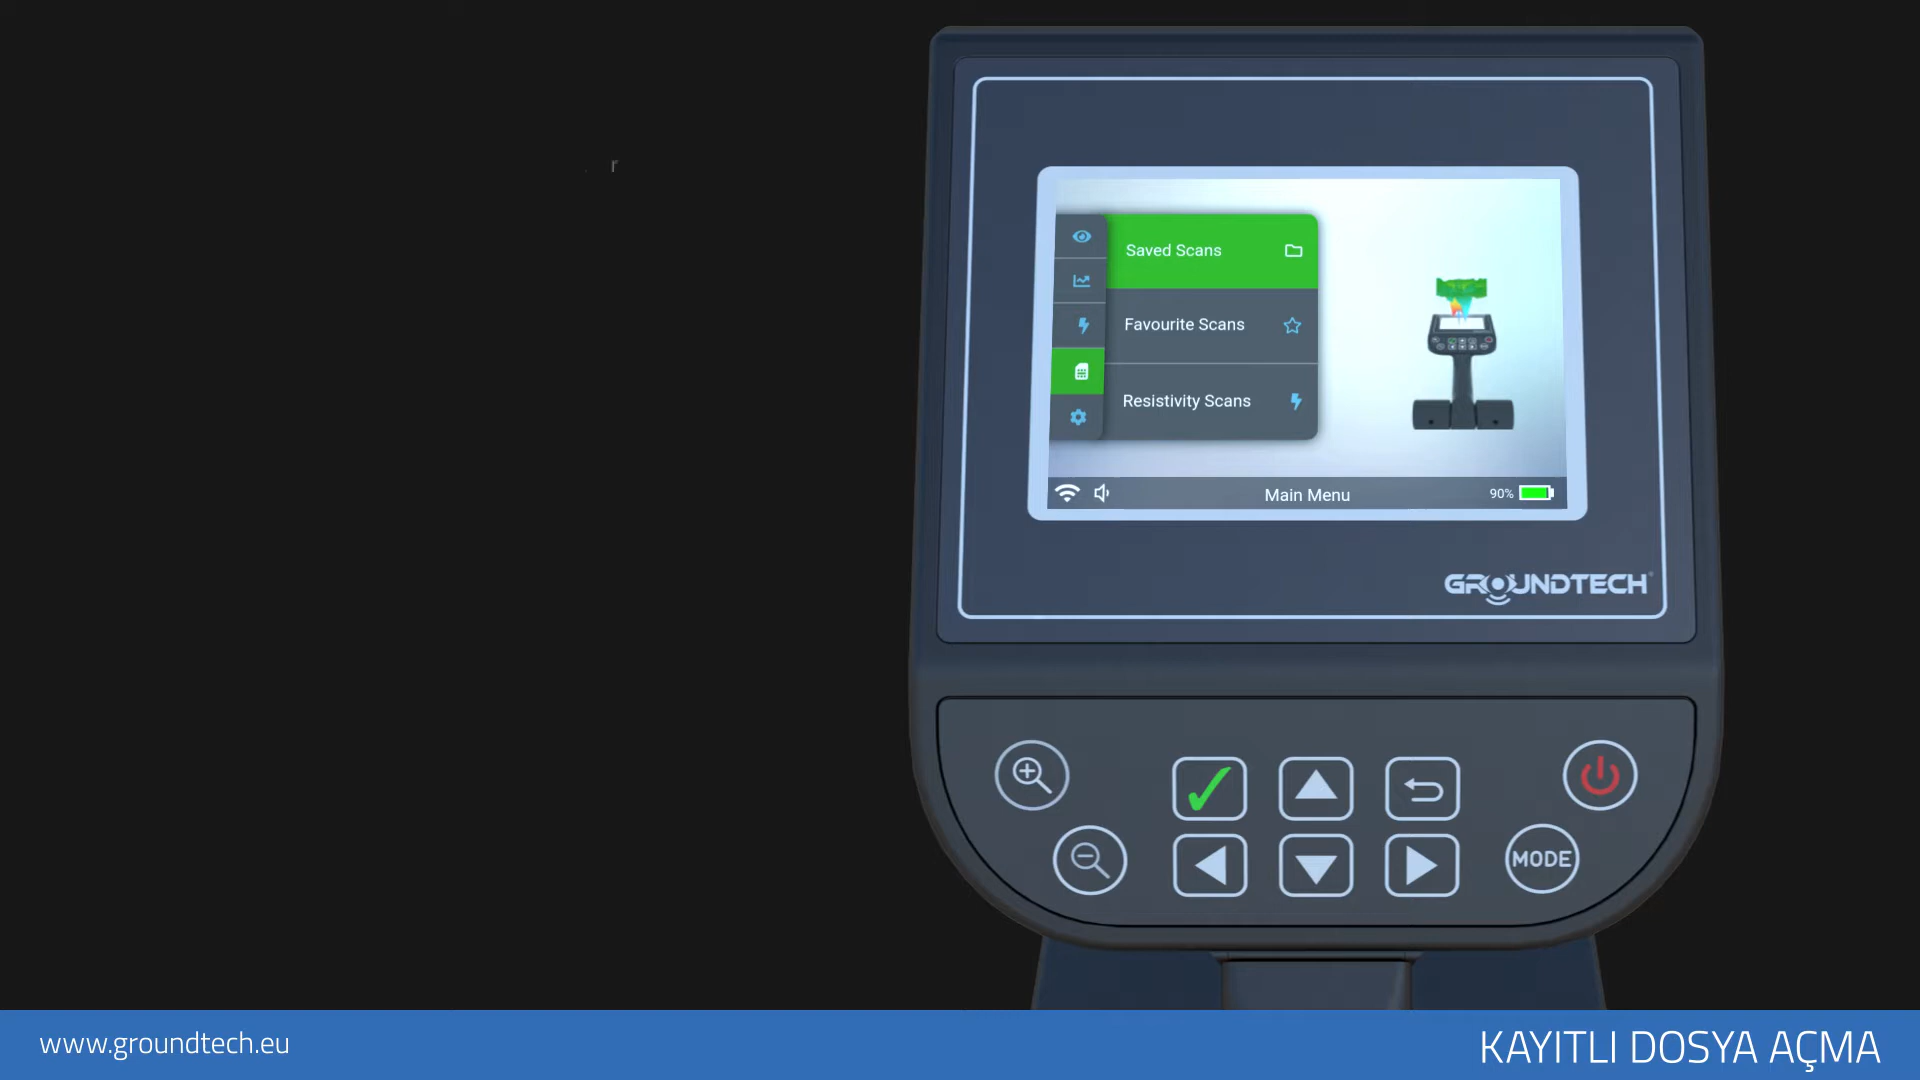 r
Saved Scans
Favourite Scans
Resistivity Scans
Main Menu
90%
GROUNDTECH
MODE
www.groundtech.eu
KAYITLI DOSYA AÇMA